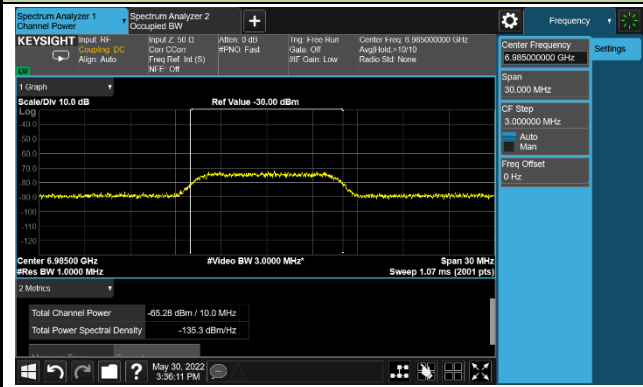 Spectrum Analyzer 1
Channel Power
Spectrum Analyzer 2
Occupied BW
Frequency
KEYSIGHT
Input: RF
Coupling: DC
Align: Auto
Input Z: 50 Ω
Corr CCorr
Freq Ref: Int (S)
NFE: Off
Atten: 0 dB
#PNO: Fast
Trig: Free Run
Gate: Off
#IF Gain: Low
Center Freq: 6.985000000 GHz
Avg|Hold:>10/10
Radio Std: None
LW
Center Frequency
6.985000000 GHz
Settings
Span
30.000 MHz
CF Step
3.000000 MHz
Auto
Man
Freq Offset
0 Hz
1 Graph
Scale/Div 10.0 dB
Ref Value -30.00 dBm
Log
-40.0
-50.0
-60.0
-70.0
-80.0
-90.0
-100
-110
-120
Center 6.98500 GHz
#Video BW 3.0000 MHz*
Span 30 MHz
#Res BW 1.0000 MHz
Sweep 1.07 ms (2001 pts)
2 Metrics
Total Channel Power
-65.28 dBm / 10.0 MHz
Total Power Spectral Density
-135.3 dBm/Hz
May 30, 2022
3:36:11 PM